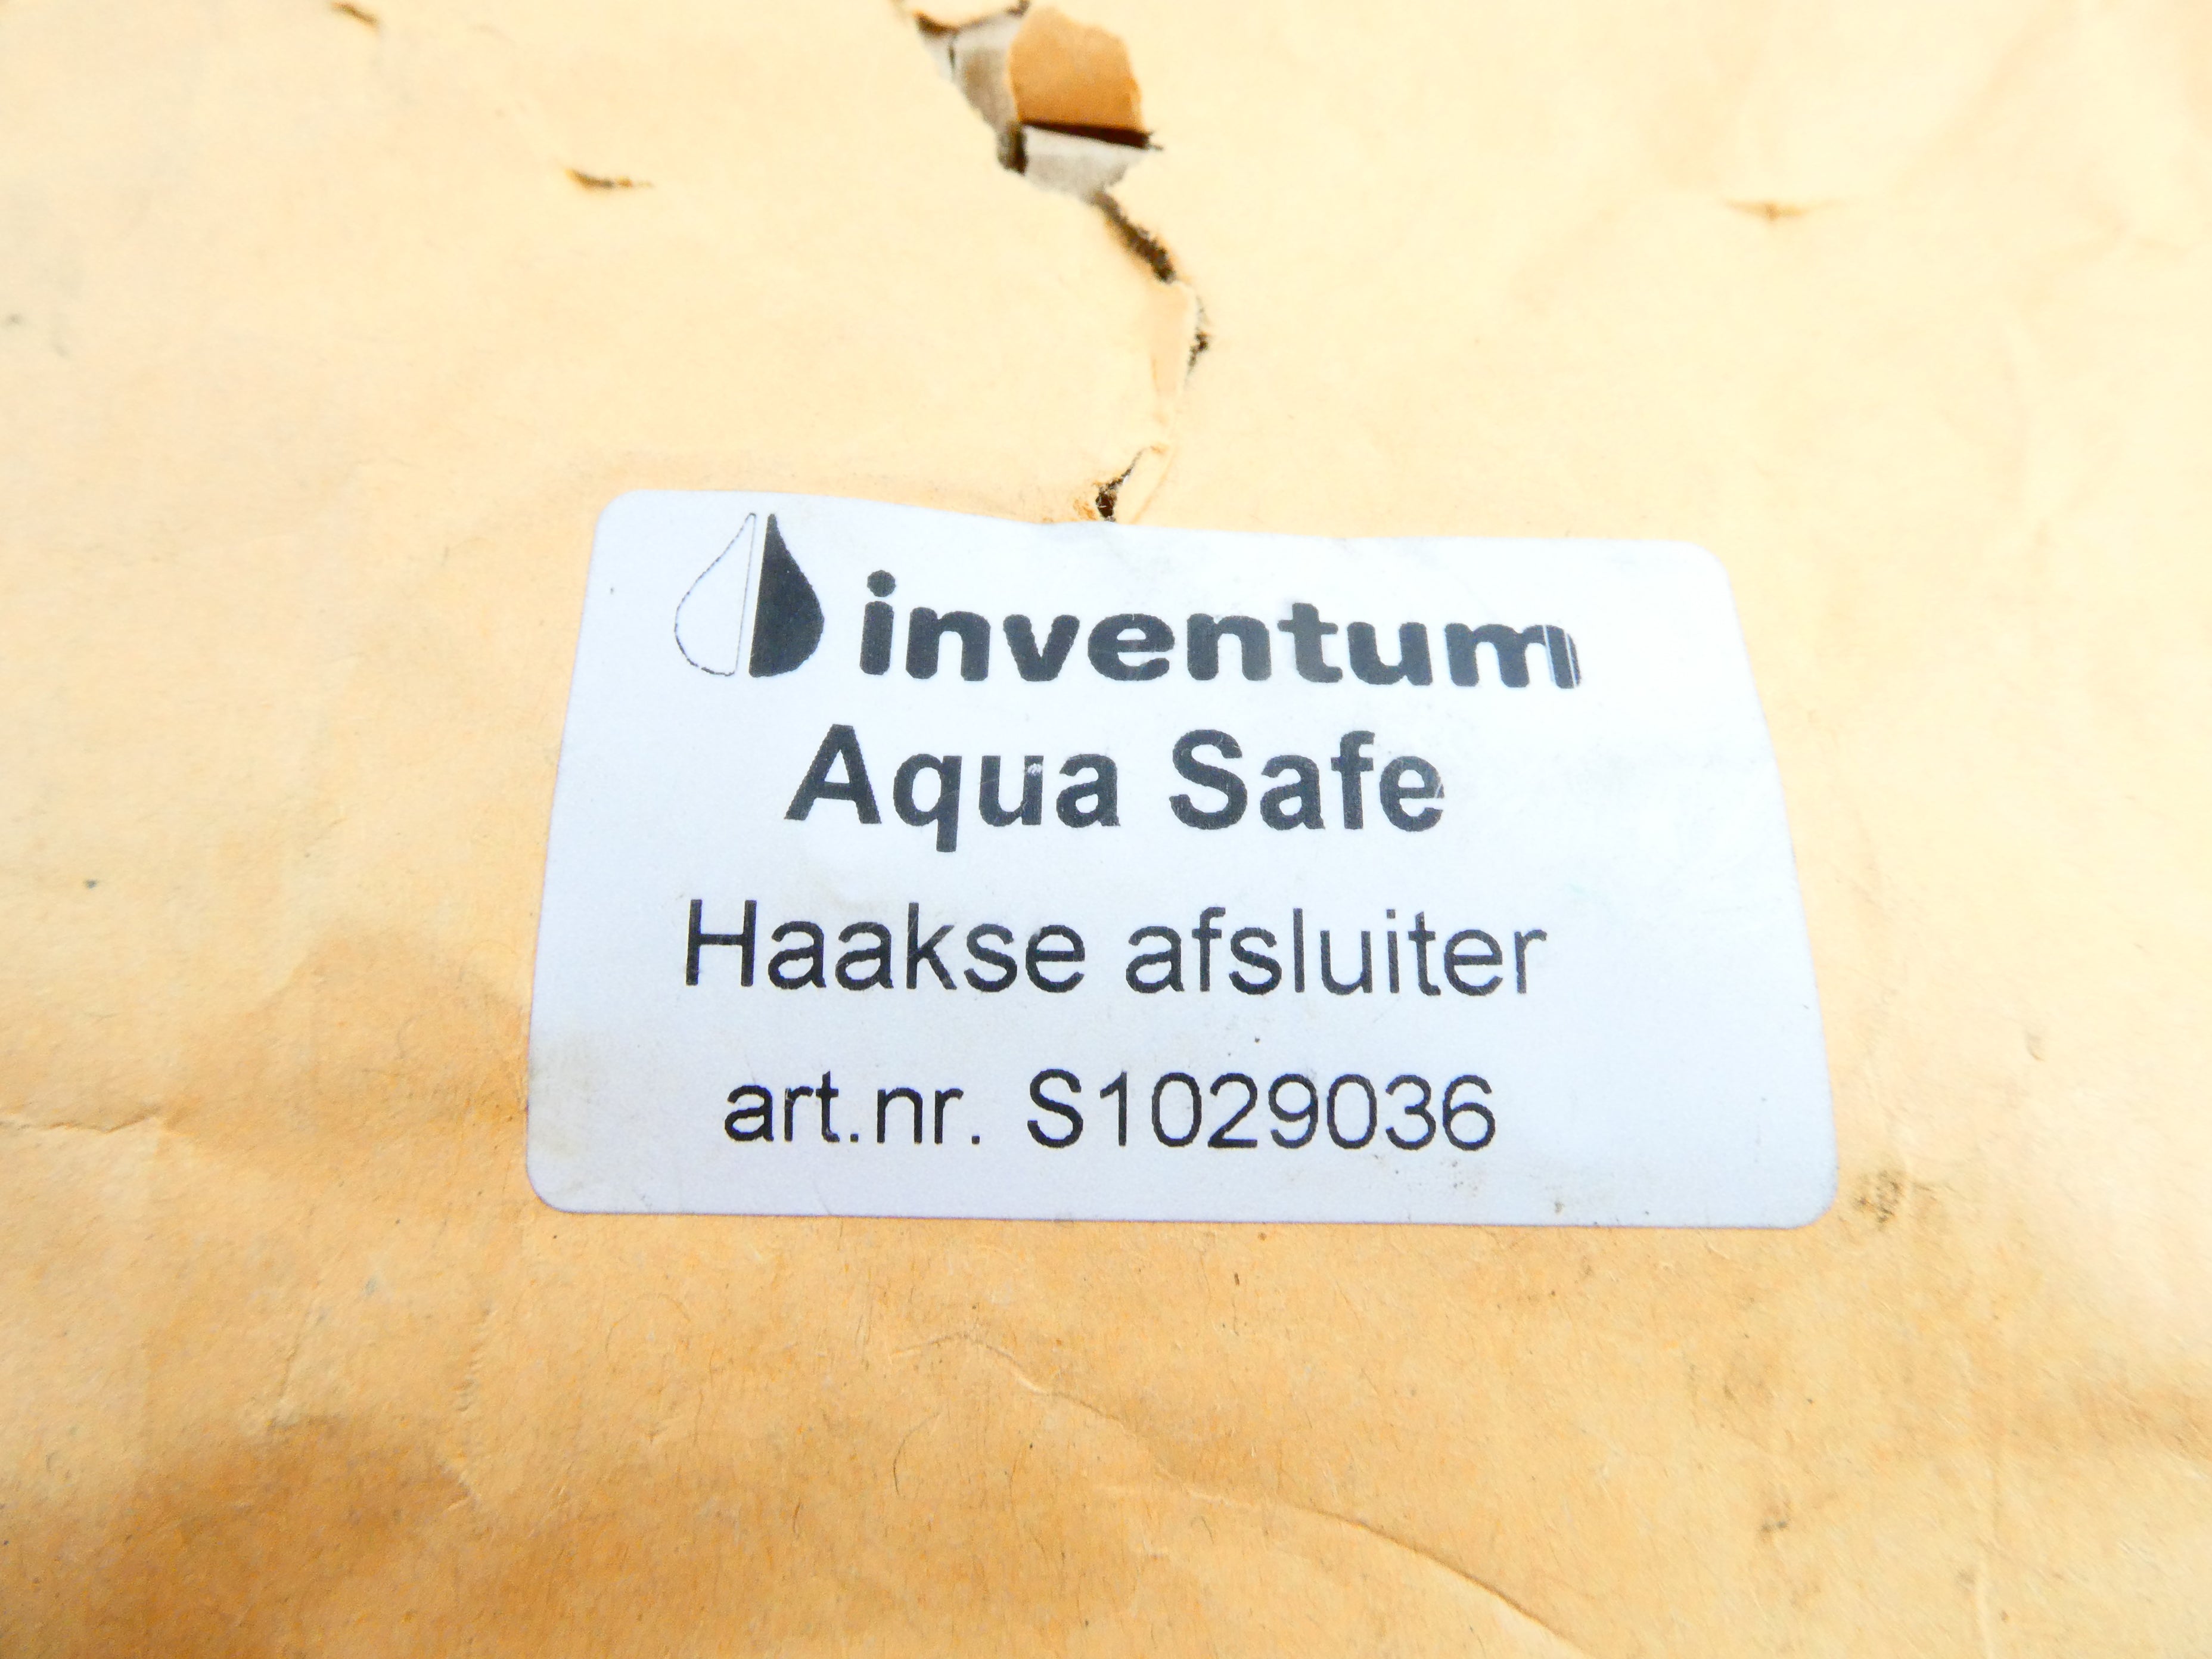 inventum
Aqua Safe
Haakse afsluiter
art.nr. S1029036